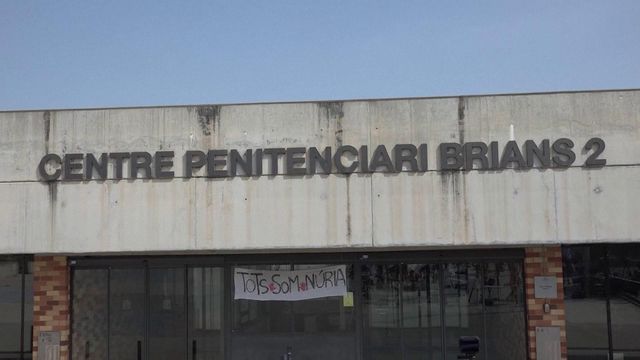 CENTRE PENITENCIARI BRIANS 2
TOTS SOM NÚRIA